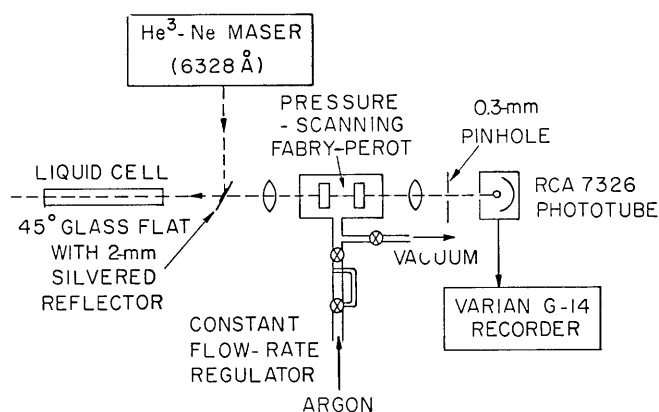 He³-Ne MASER
(6328 Å)
PRESSURE
-SCANNING
FABRY-PEROT
0.3-mm
PINHOLE
LIQUID CELL
RCA 7326
PHOTOTUBE
45° GLASS FLAT
WITH 2-mm
SILVERED
REFLECTOR
VACUUM
CONSTANT
FLOW-RATE
REGULATOR
VARIAN G-14
RECORDER
ARGON